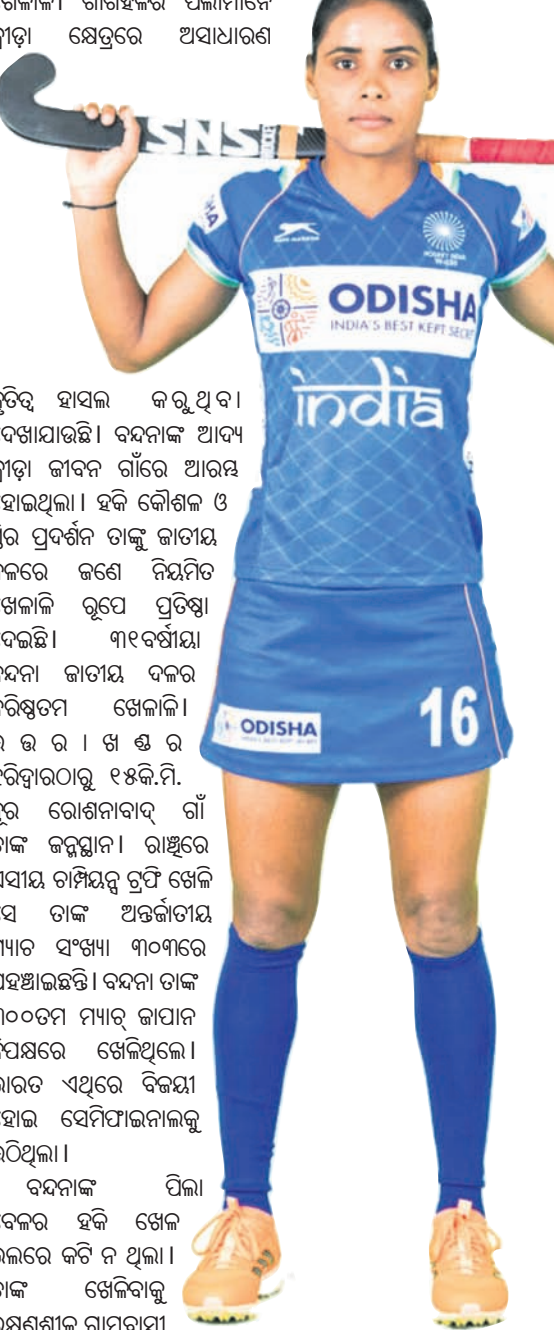 କ୍ଷେତ୍ରରେ ଅସାଧାରଣ
SNS
ODISHA
INDIA'S BEST KEPT SECRET
india
ହାସଲ କରୁଥିବା
ଦେଖାଯାଉଛି। ବନ୍ଦନାଙ୍କ ଆଦ୍ୟ
କ୍ରୀଡ଼ା ଜୀବନ ଗାଁରେ ଆରମ୍ଭ
ହୋଇଥିଲା। ହକି କୌଶଳ ଓ
ପ୍ରଦର୍ଶନ ତାଙ୍କୁ ଜାତୀୟ
ଦଳରେ ଜଣେ ନିୟମିତ
ଖେଳାଳି ରୂପେ ପ୍ରତିଷ୍ଠା
ଦେଇଛି। ୩୧ବର୍ଷୀୟା
ବନ୍ଦନା ଜାତୀୟ ଦଳର
ବରିଷ୍ଠତମ ଖେଳାଳି।
ହରିଦ୍ୱାରଠାରୁ ୧୫କି.ମି.
ଦୂର ରୋଶନାବାଦ୍ ଗାଁ
ତାଙ୍କ ଜନ୍ମସ୍ଥାନ। ରାଞ୍ଚିରେ
ଏସୀୟ ଚାମ୍ପିୟନ୍ସ ଟ୍ରଫି ଖେଳି
ସେ ତାଙ୍କ ଅନ୍ତର୍ଜାତୀୟ
ମ୍ୟାଚ ସଂଖ୍ୟା ୩୦୩ରେ
ପହଞ୍ଚାଇଛନ୍ତି। ବନ୍ଦନା ତାଙ୍କ
୩୦୦ତମ ମ୍ୟାଚ୍ ଜାପାନ
ବିପକ୍ଷରେ ଖେଳିଥିଲେ।
ଭାରତ ଏଥିରେ ବିଜୟୀ
ହୋଇ ସେମିଫାଇନାଲକୁ
ଉଠିଥିଲା।
ବନ୍ଦନାଙ୍କ ପିଲା
ବେଳର ହକି ଖେଳ
ଭଲରେ କଟି ନ ଥିଲା।
ତାଙ୍କ ଖେଳିବାକୁ
ODISHA
16